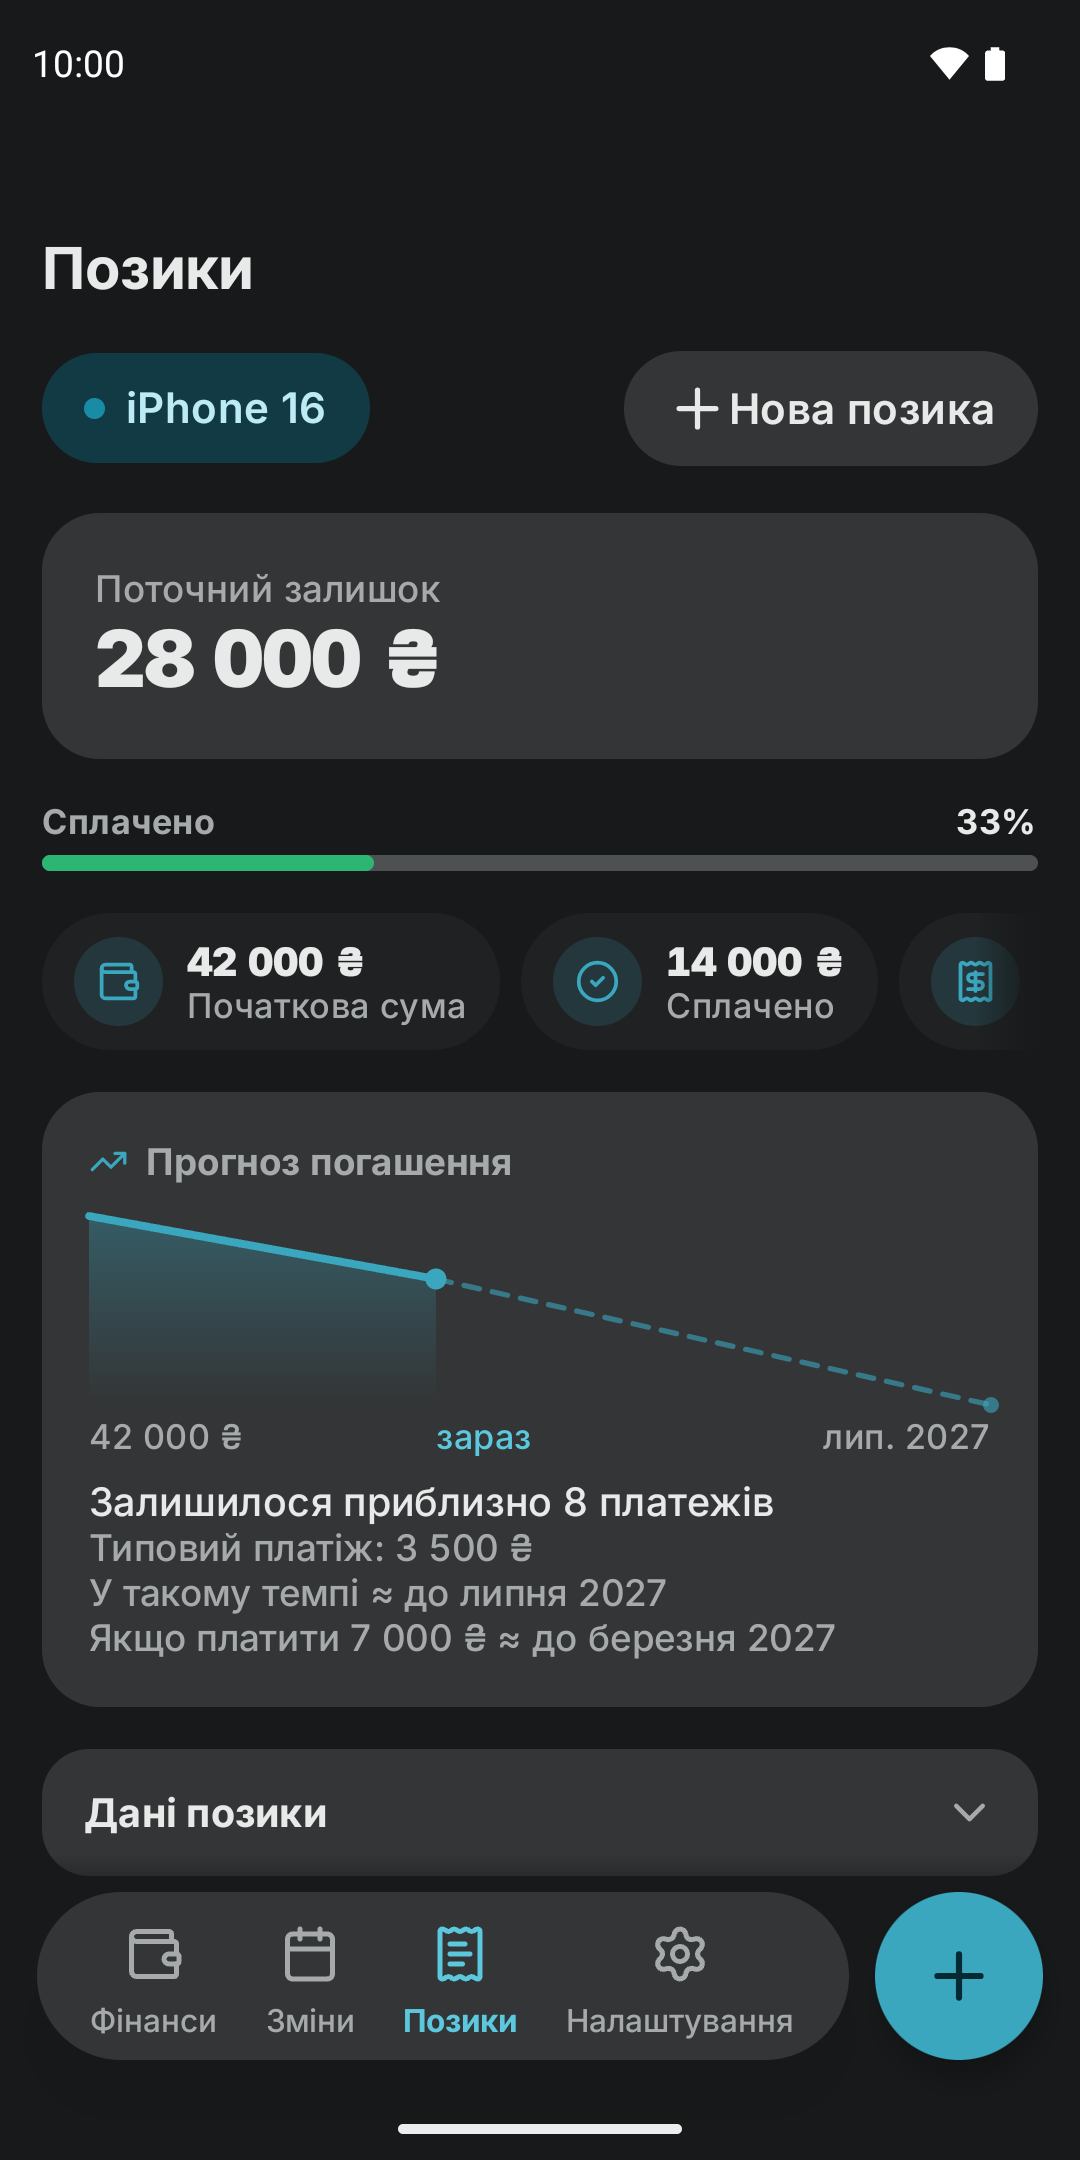 10:00
Позики
iPhone 16
Нова позика
Поточний залишок
28 000 ₴
Сплачено
33%
42 000 ₴
Початкова сума
14 000 ₴
Сплачено
Прогноз погашення
42 000 ₴
зараз
лип. 2027
Залишилося приблизно 8 платежів
Типовий платіж: 3 500 ₴
У такому темпі ≈ до липня 2027
Якщо платити 7 000 ₴ ≈ до березня 2027
Дані позики
Фінанси
Зміни
Позики
Налаштування